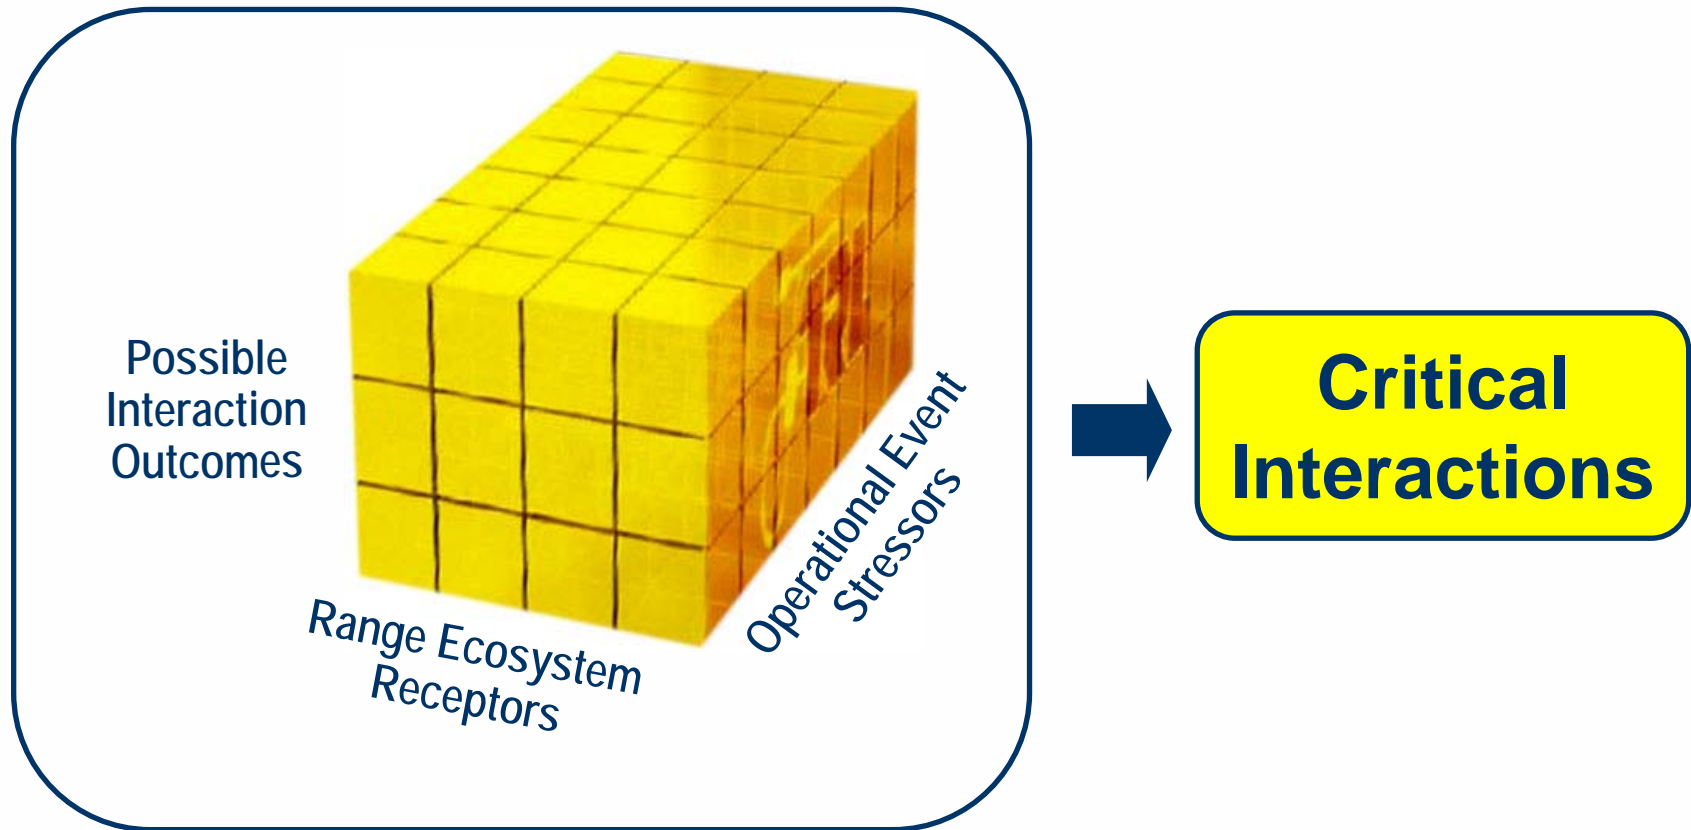 Possible
Interaction
Outcomes
Range Ecosystem
Receptors
Operational Event
Stressors
Critical
Interactions